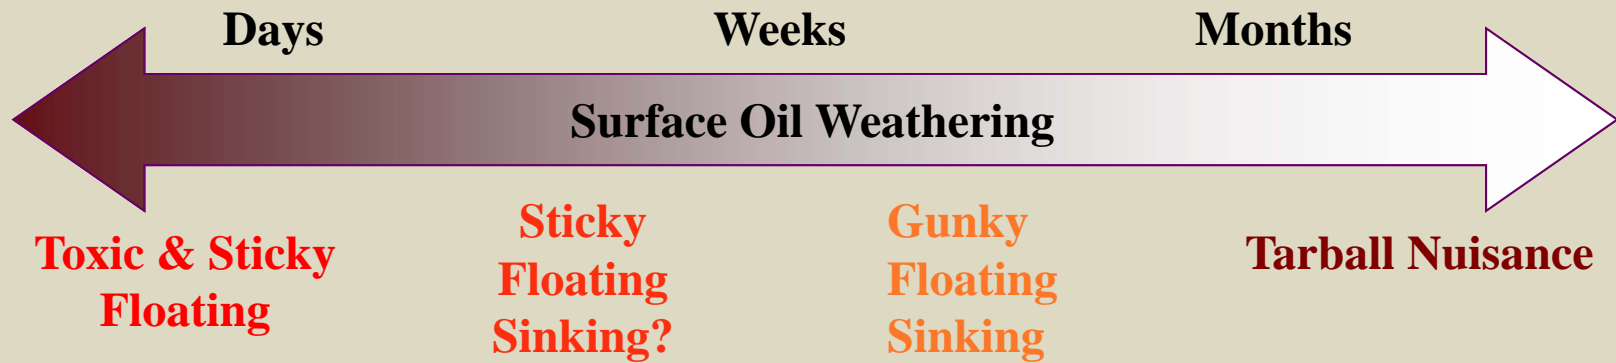 Days
Weeks
Months
Surface Oil Weathering
Toxic & Sticky
Floating
Sticky
Floating
Sinking?
Gunky
Floating
Sinking
Tarball Nuisance